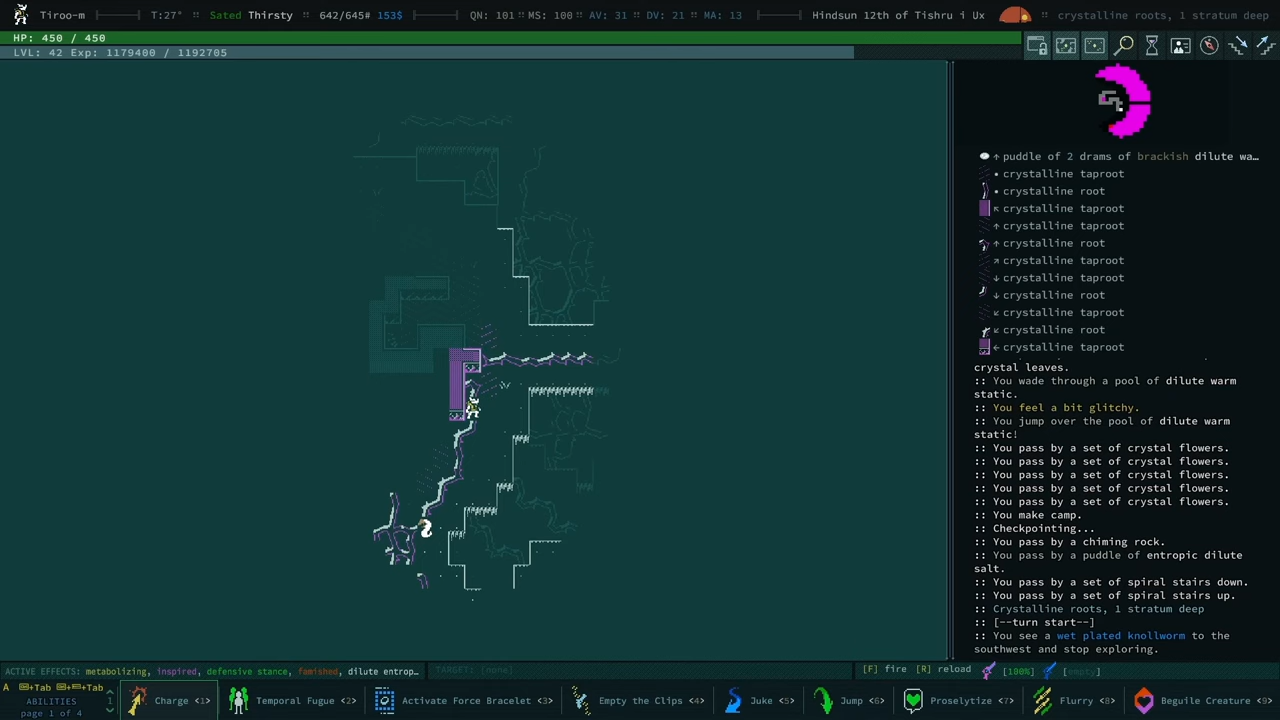 Tiroo-m T:27° Sated Thirsty 642/645# 153$ QN: 101 MS: 100 AV: 31 DV: 21 MA: 13 Hindsun 12th of Tishru i Ux crystalline roots, 1 stratum deep
HP: 450 / 450
LVL: 42 Exp: 1179400 / 1192705
puddle of 2 drams of brackish dilute wa…
crystalline taproot
crystalline root
crystalline taproot
crystalline taproot
crystalline root
crystalline taproot
crystalline taproot
crystalline root
crystalline taproot
crystalline root
crystalline taproot
crystal leaves.
:: You wade through a pool of dilute warm
static.
:: You feel a bit glitchy.
:: You jump over the pool of dilute warm
static!
:: You pass by a set of crystal flowers.
:: You pass by a set of crystal flowers.
:: You pass by a set of crystal flowers.
:: You pass by a set of crystal flowers.
:: You pass by a set of crystal flowers.
:: You make camp.
:: Checkpointing...
:: You pass by a chiming rock.
:: You pass by a puddle of entropic dilute
salt.
:: You pass by a set of spiral stairs down.
:: You pass by a set of spiral stairs up.
:: Crystalline roots, 1 stratum deep
:: [--turn start--]
:: You see a wet plated knollworm to the
southwest and stop exploring.
ACTIVE EFFECTS: metabolizing, inspired, defensive stance, famished, dilute entrop… TARGET: [none] [F] fire [R] reload [100%] [empty]
A Tab Tab
ABILITIES
page 1 of 4
1
Charge <1> Temporal Fugue <2> Activate Force Bracelet <3> Empty the Clips <4> Juke <5> Jump <6> Proselytize <7> Flurry <8> Beguile Creature <9>